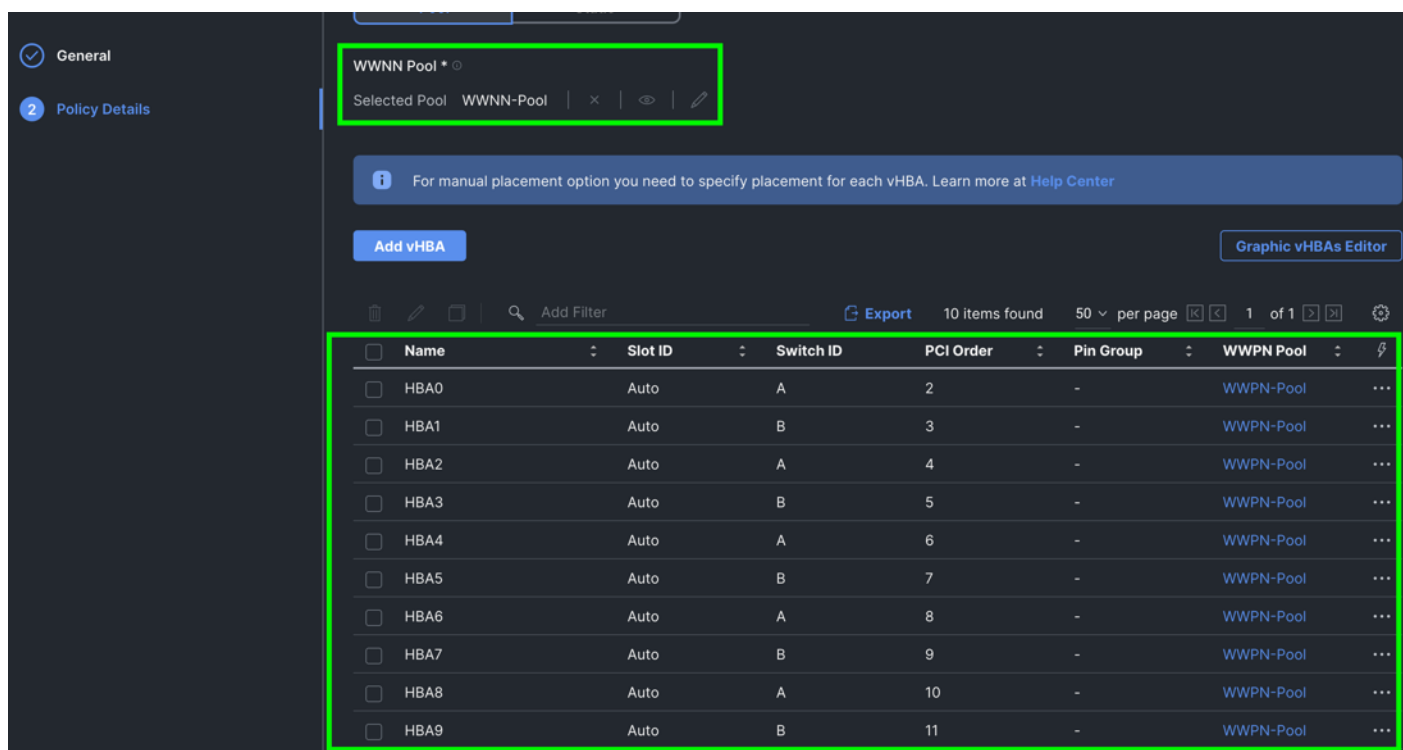 General
2 Policy Details
WWNN Pool *
Selected Pool WWNN-Pool
For manual placement option you need to specify placement for each vHBA. Learn more at Help Center
Add vHBA
Graphic vHBAs Editor
Add Filter
Export 10 items found 50 per page 1 of 1
Name Slot ID Switch ID PCI Order Pin Group WWPN Pool
HBA0 Auto A 2 - WWPN-Pool
HBA1 Auto B 3 - WWPN-Pool
HBA2 Auto A 4 - WWPN-Pool
HBA3 Auto B 5 - WWPN-Pool
HBA4 Auto A 6 - WWPN-Pool
HBA5 Auto B 7 - WWPN-Pool
HBA6 Auto A 8 - WWPN-Pool
HBA7 Auto B 9 - WWPN-Pool
HBA8 Auto A 10 - WWPN-Pool
HBA9 Auto B 11 - WWPN-Pool